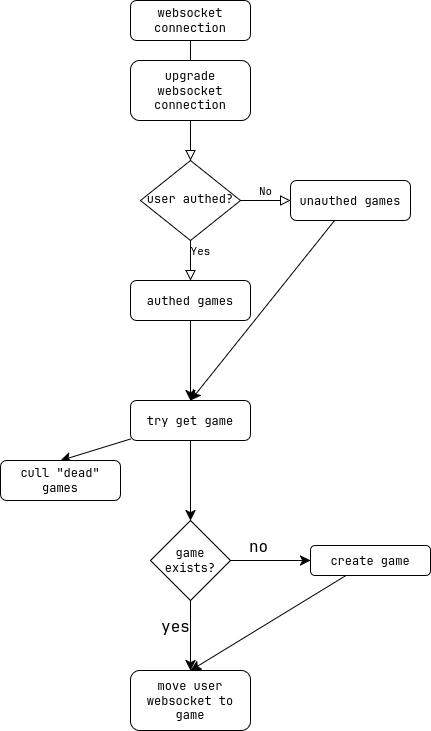 websocket
connection
upgrade
websocket
connection
user authed?
No
unauthed games
Yes
authed games
try get game
cull "dead"
games
game
exists?
no
create game
yes
move user
websocket to
game